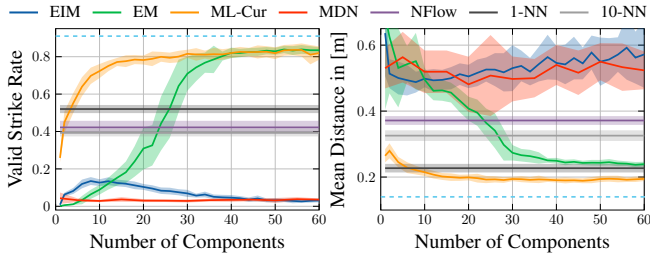 EIM EM ML-Cur MDN NFlow 1-NN 10-NN
Valid Strike Rate
0.8
0.6
0.4
0.2
0
0 10 20 30 40 50 60
Number of Components
Mean Distance in [m]
0.6
0.4
0.2
0 10 20 30 40 50 60
Number of Components